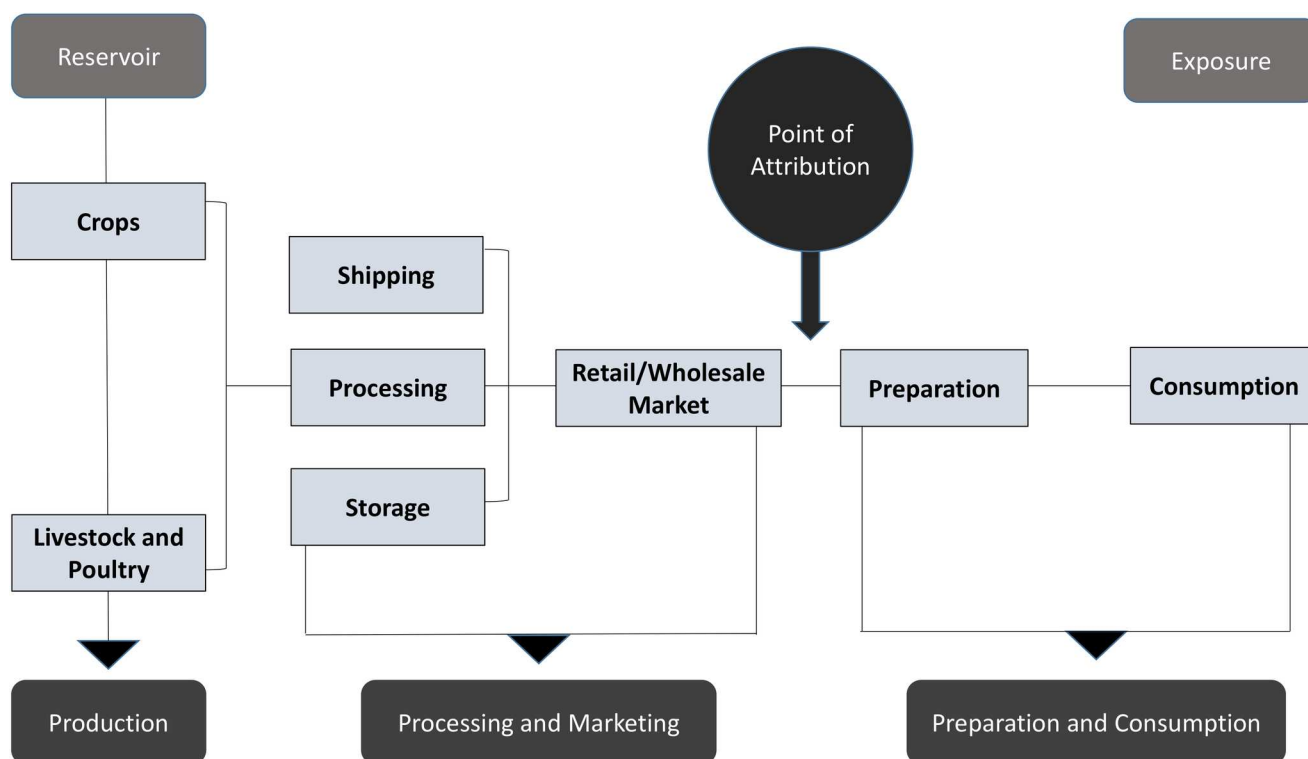 Reservoir
Exposure
Point of
Attribution
Crops
Shipping
Processing
Retail/Wholesale
Market
Preparation
Consumption
Storage
Livestock and
Poultry
Production
Processing and Marketing
Preparation and Consumption